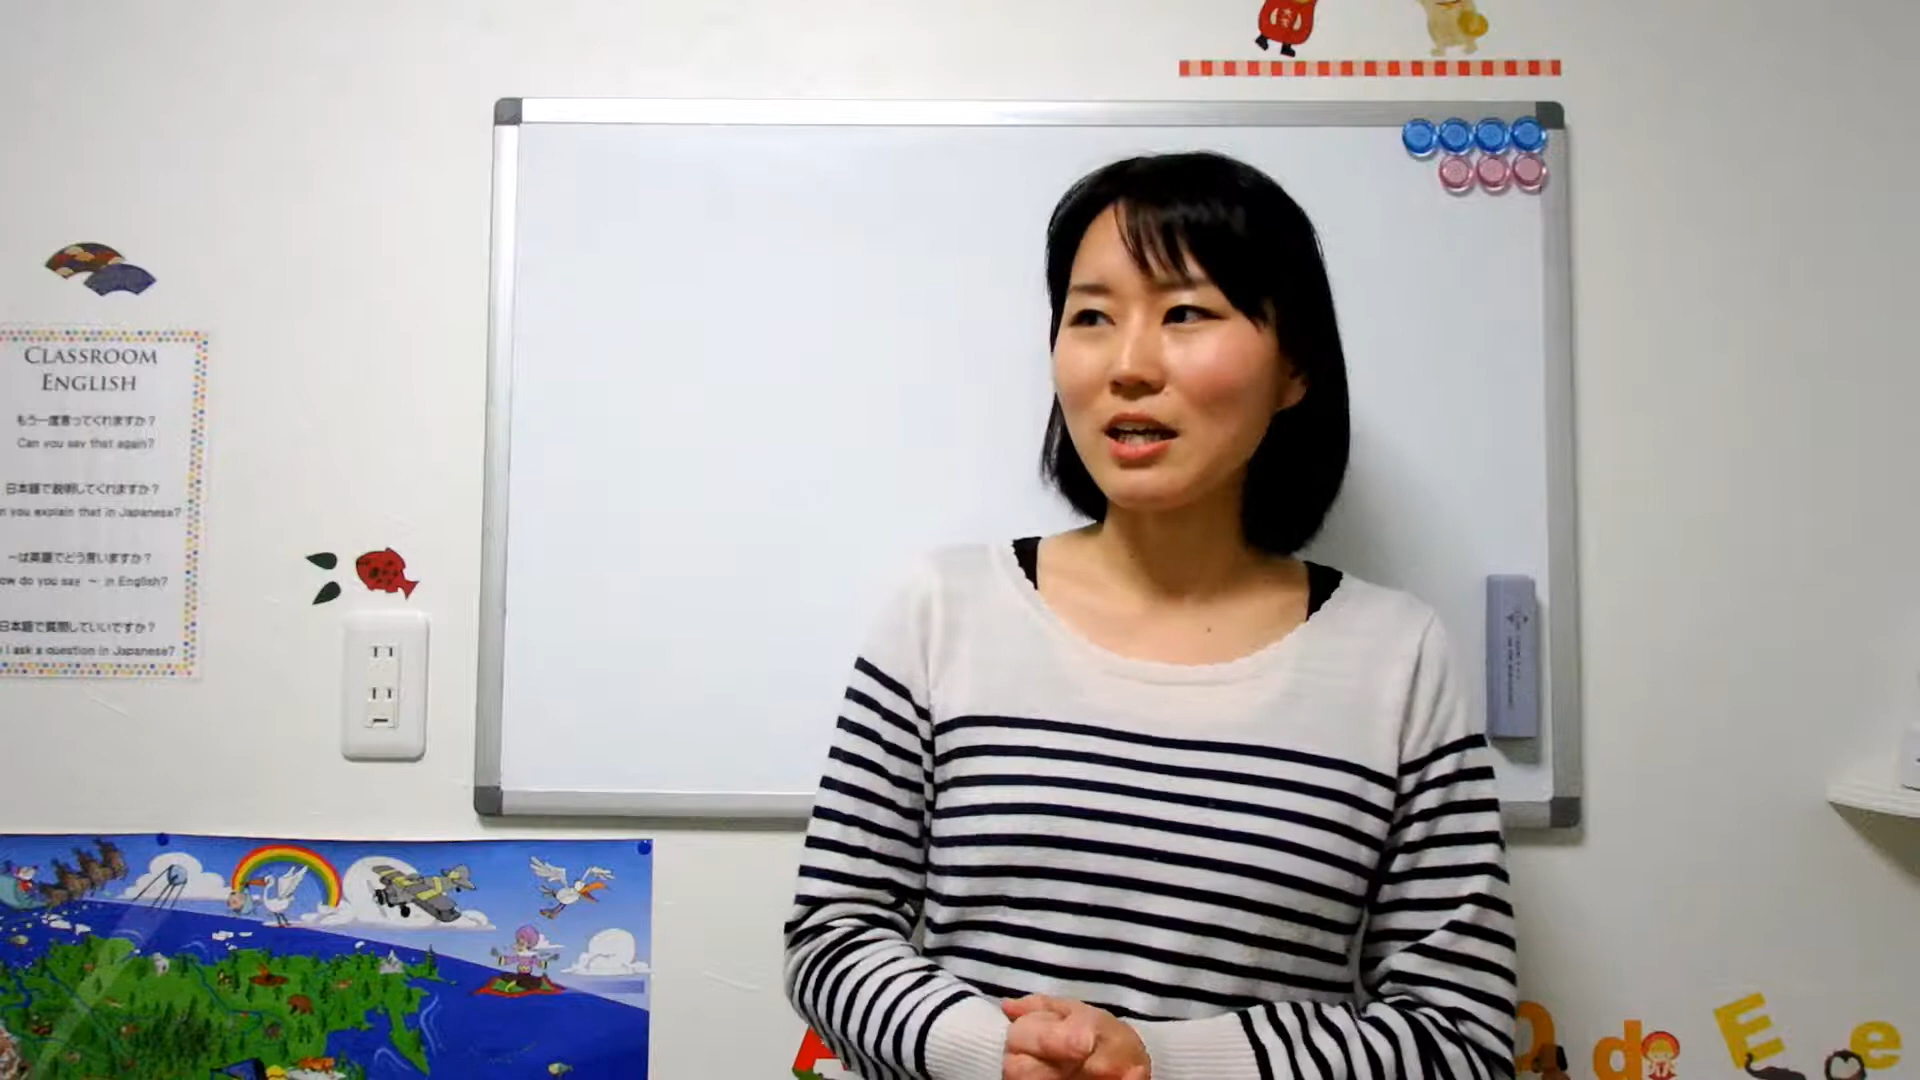 CLASSROOM
ENGLISH
もう一度言ってくれますか？
Can you say that again?
日本語で説明してくれますか？
you explain that in Japanese?
〜は英語でどう言いますか？
do you say 〜 in English?
日本語で質問していいですか？
I ask a question in Japanese?
A
D d E e